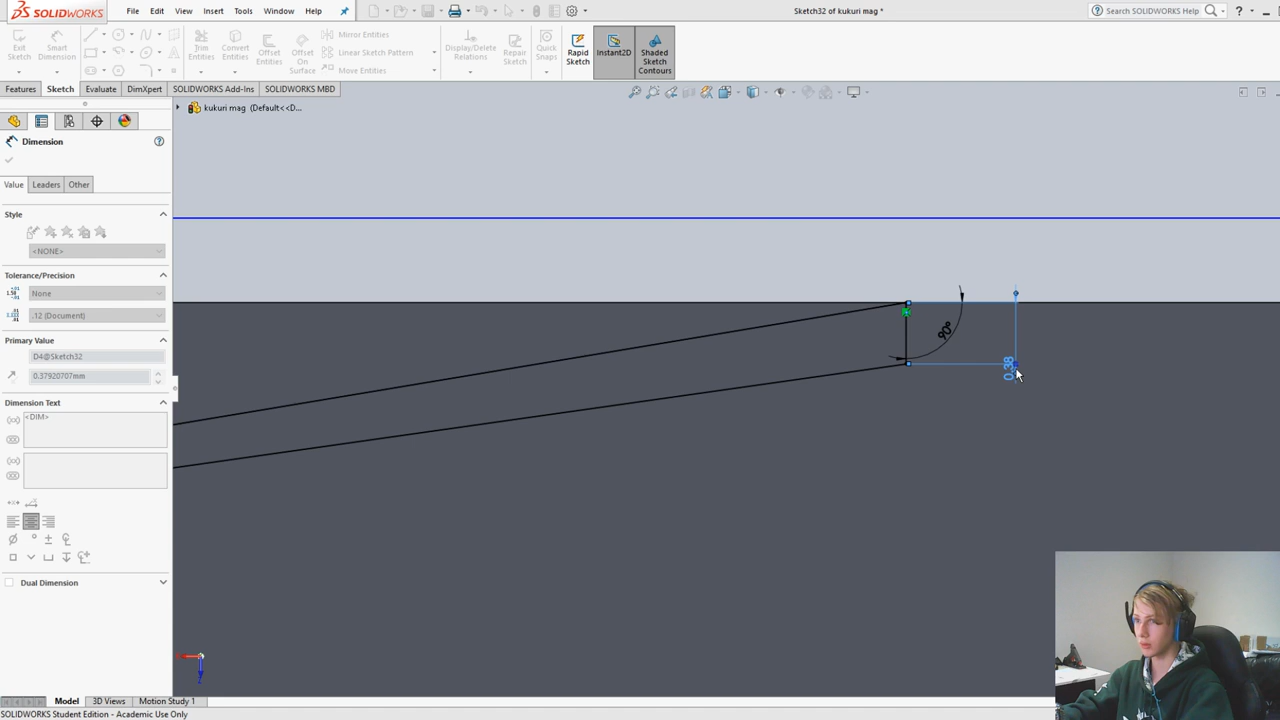 SOLIDWORKS
File Edit View Insert Tools Window Help
Sketch32 of kukuri mag *
Search SOLIDWORKS Help
Exit Sketch
Smart Dimension
Trim Entities
Convert Entities
Offset Entities
Offset On Surface
Mirror Entities
Linear Sketch Pattern
Move Entities
Display/Delete Relations
Repair Sketch
Quick Snaps
Rapid Sketch
Instant2D
Shaded Sketch Contours
Features Sketch Evaluate DimXpert SOLIDWORKS Add-Ins SOLIDWORKS MBD
kukuri mag (Default<<D...
Dimension
Value Leaders Other
Style
<NONE>
Tolerance/Precision
None
.12 (Document)
Primary Value
D4@Sketch32
0.37920707mm
Dimension Text
<DIM>
Dual Dimension
90°
0.38
Model 3D Views Motion Study 1
SOLIDWORKS Student Edition - Academic Use Only